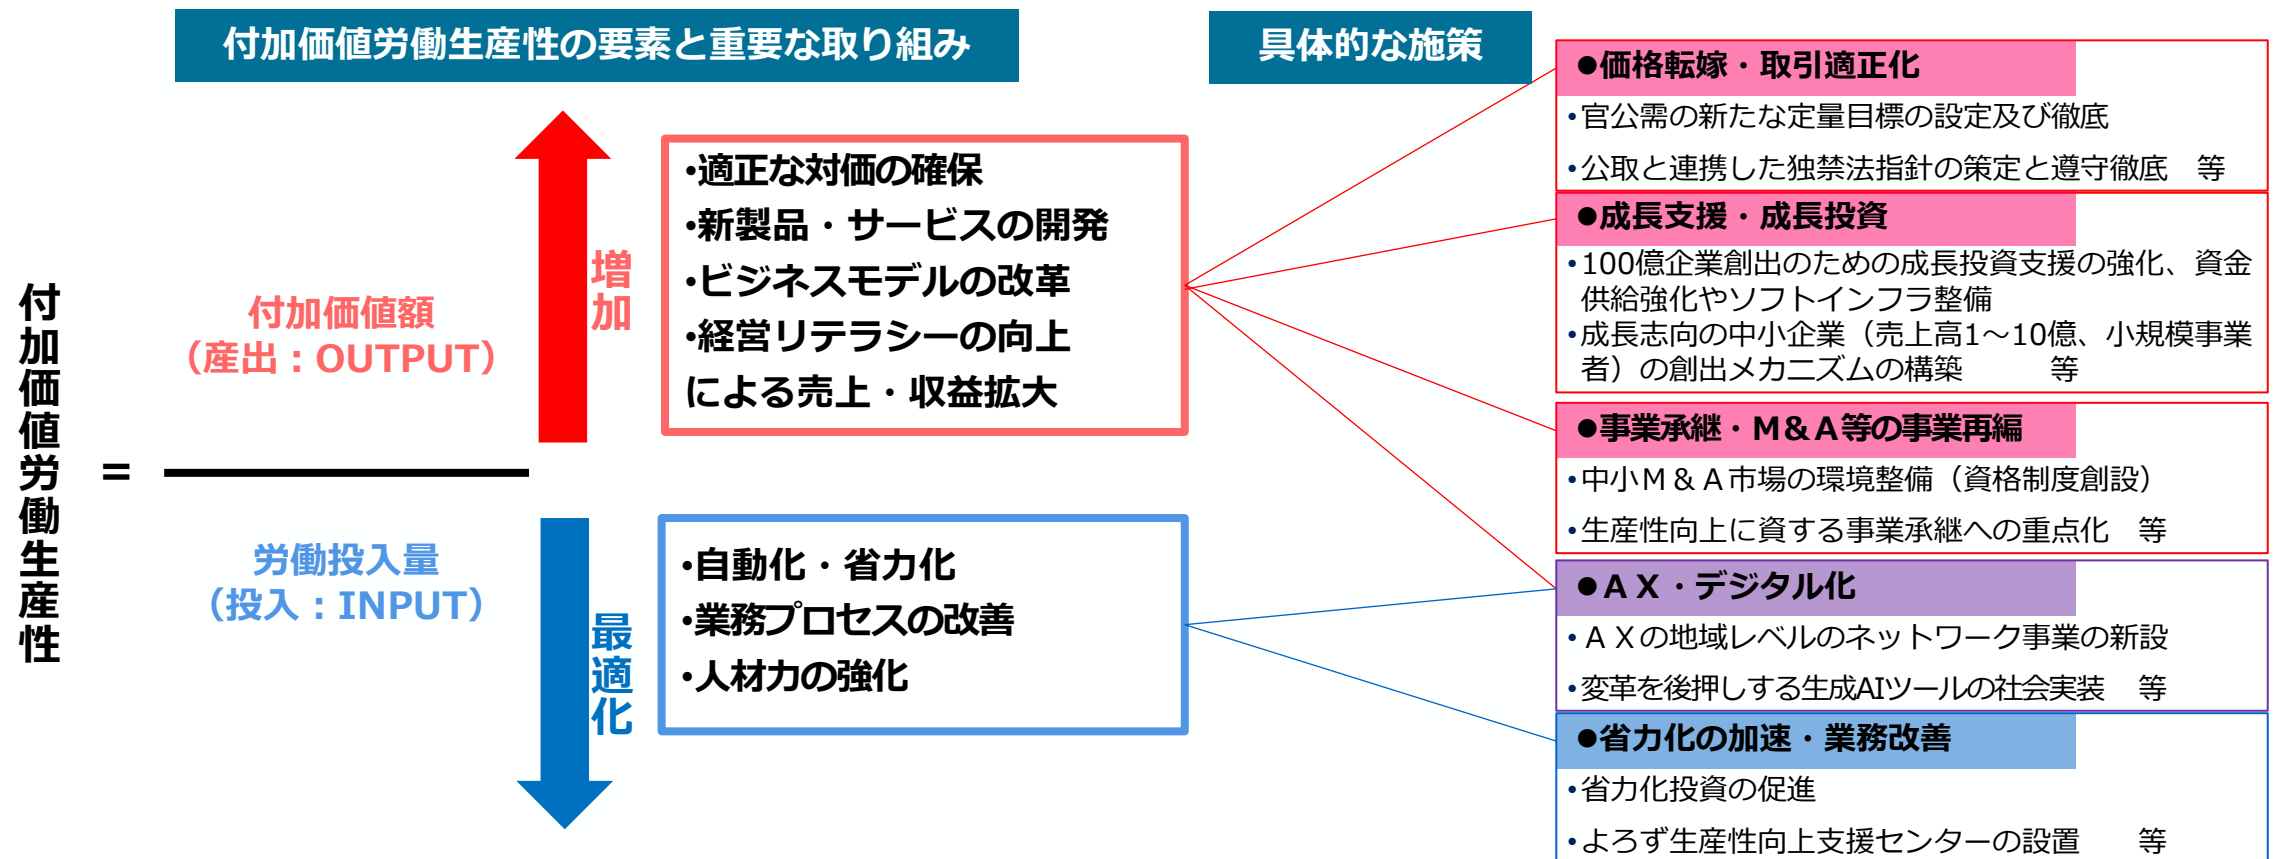 付加価値労働生産性の要素と重要な取り組み
具体的な施策
付加価値労働生産性
=
付加価値額
（産出：OUTPUT）
労働投入量
（投入：INPUT）
増加
最適化
•適正な対価の確保
•新製品・サービスの開発
•ビジネスモデルの改革
•経営リテラシーの向上
による売上・収益拡大
•自動化・省力化
•業務プロセスの改善
•人材力の強化
●価格転嫁・取引適正化
•官公需の新たな定量目標の設定及び徹底
•公取と連携した独禁法指針の策定と遵守徹底　等
●成長支援・成長投資
•100億企業創出のための成長投資支援の強化、資金
供給強化やソフトインフラ整備
•成長志向の中小企業（売上高1～10億、小規模事業
者）の創出メカニズムの構築　　　等
●事業承継・Ｍ＆Ａ等の事業再編
•中小Ｍ＆Ａ市場の環境整備（資格制度創設）
•生産性向上に資する事業承継への重点化　等
●ＡＸ・デジタル化
•ＡＸの地域レベルのネットワーク事業の新設
•変革を後押しする生成AIツールの社会実装　等
●省力化の加速・業務改善
•省力化投資の促進
•よろず生産性向上支援センターの設置　　等